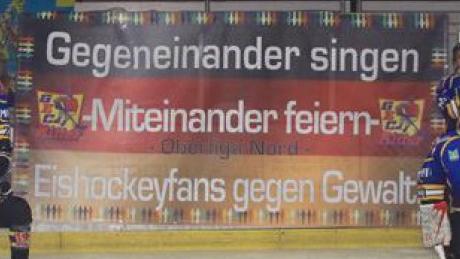 Gegeneinander singen
-Miteinander feiern-
- Oberliga Nord -
Eishockeyfans gegen Gewalt